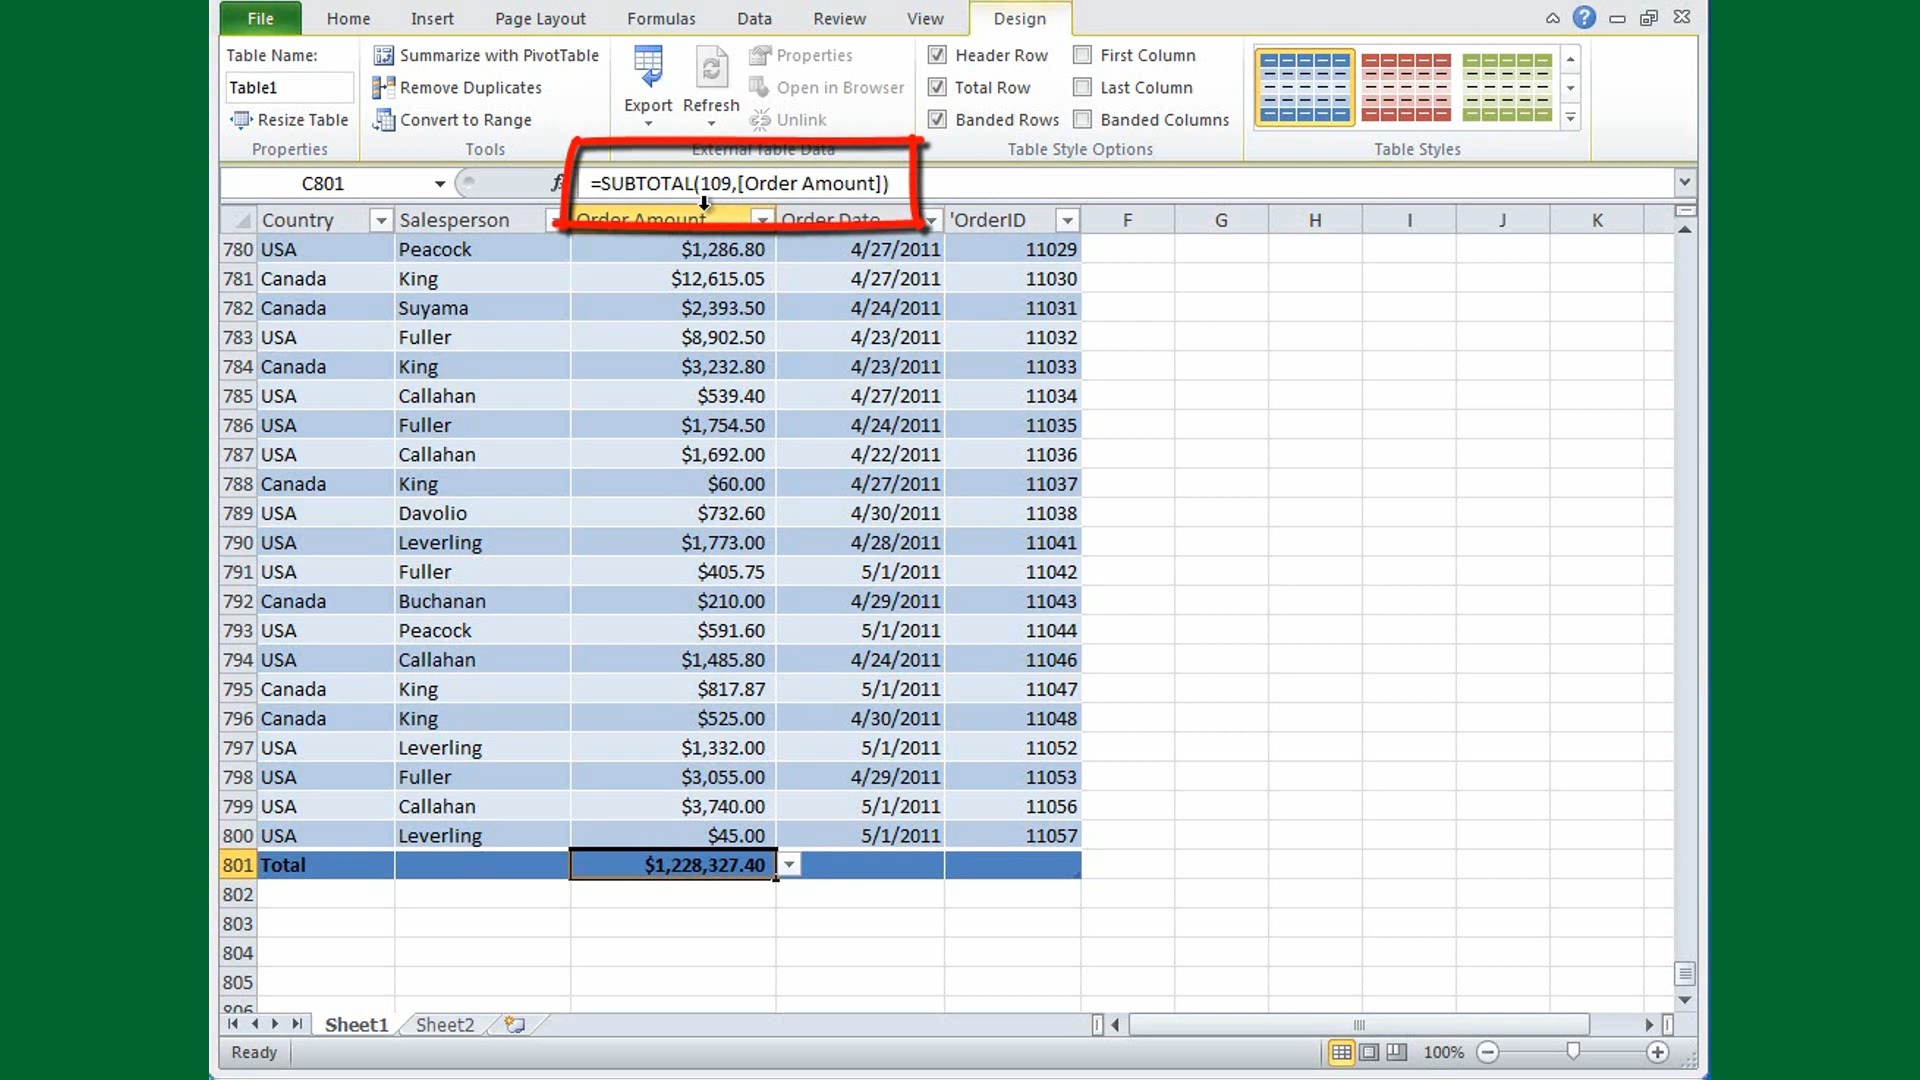 File Home Insert Page Layout Formulas Data Review View Design
Table Name: Summarize with PivotTable Properties Header Row First Column
Table1 Remove Duplicates Export Refresh Open in Browser Total Row Last Column
Resize Table Convert to Range Unlink Banded Rows Banded Columns
Properties Tools External Table Data Table Style Options Table Styles
C801 =SUBTOTAL(109,[Order Amount])
Country Salesperson Order Amount Order Date 'OrderID F G H I J K
780 USA Peacock $1,286.80 4/27/2011 11029
781 Canada King $12,615.05 4/27/2011 11030
782 Canada Suyama $2,393.50 4/24/2011 11031
783 USA Fuller $8,902.50 4/23/2011 11032
784 Canada King $3,232.80 4/23/2011 11033
785 USA Callahan $539.40 4/27/2011 11034
786 USA Fuller $1,754.50 4/24/2011 11035
787 USA Callahan $1,692.00 4/22/2011 11036
788 Canada King $60.00 4/27/2011 11037
789 USA Davolio $732.60 4/30/2011 11038
790 USA Leverling $1,773.00 4/28/2011 11041
791 USA Fuller $405.75 5/1/2011 11042
792 Canada Buchanan $210.00 4/29/2011 11043
793 USA Peacock $591.60 5/1/2011 11044
794 USA Callahan $1,485.80 4/24/2011 11046
795 Canada King $817.87 5/1/2011 11047
796 Canada King $525.00 4/30/2011 11048
797 USA Leverling $1,332.00 5/1/2011 11052
798 USA Fuller $3,055.00 4/29/2011 11053
799 USA Callahan $3,740.00 5/1/2011 11056
800 USA Leverling $45.00 5/1/2011 11057
801 Total $1,228,327.40
802
803
804
805
806
Sheet1 Sheet2
Ready 100%